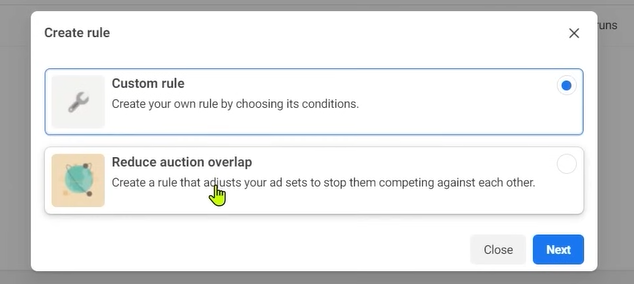 Create rule
runs
Custom rule
Create your own rule by choosing its conditions.
Reduce auction overlap
Create a rule that adjusts your ad sets to stop them competing against each other.
Close
Next